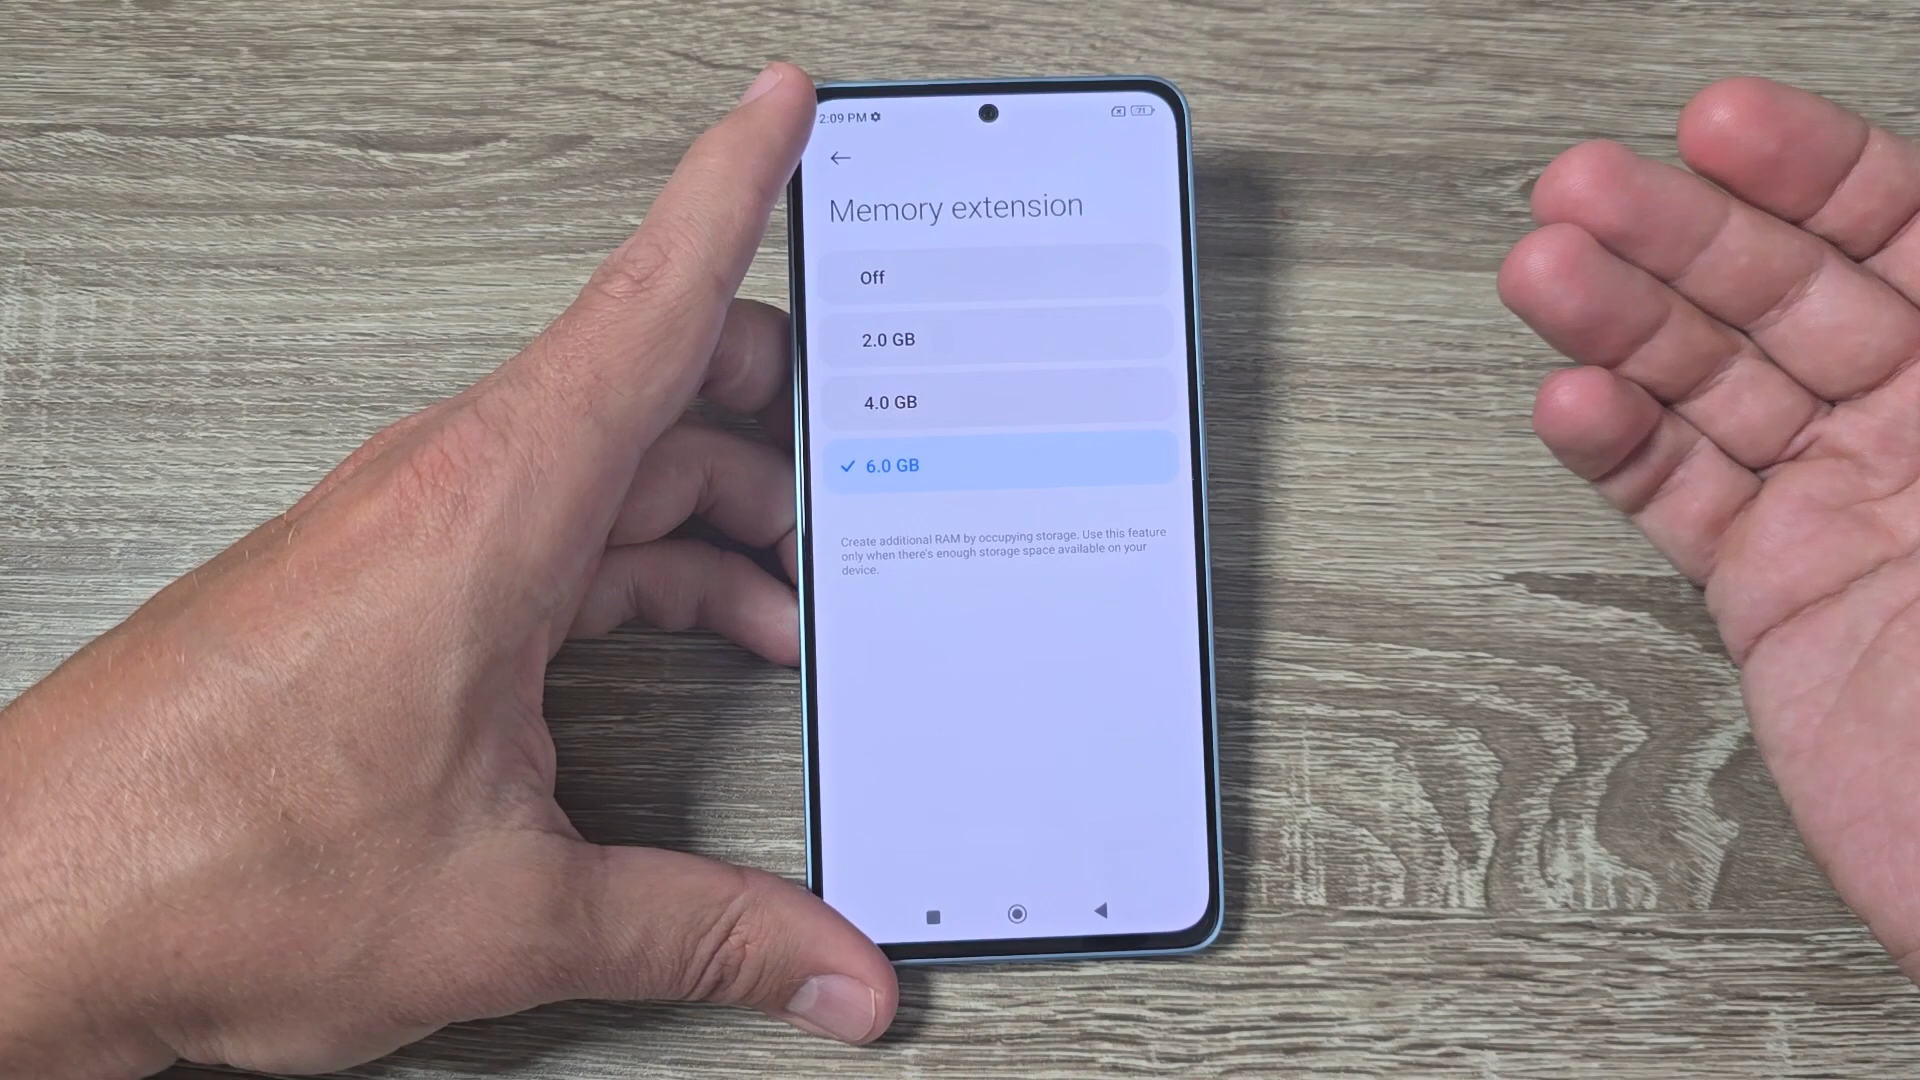 2:09 PM
71
Memory extension
Off
2.0 GB
4.0 GB
6.0 GB
Create additional RAM by occupying storage. Use this feature
only when there's enough storage space available on your
device.